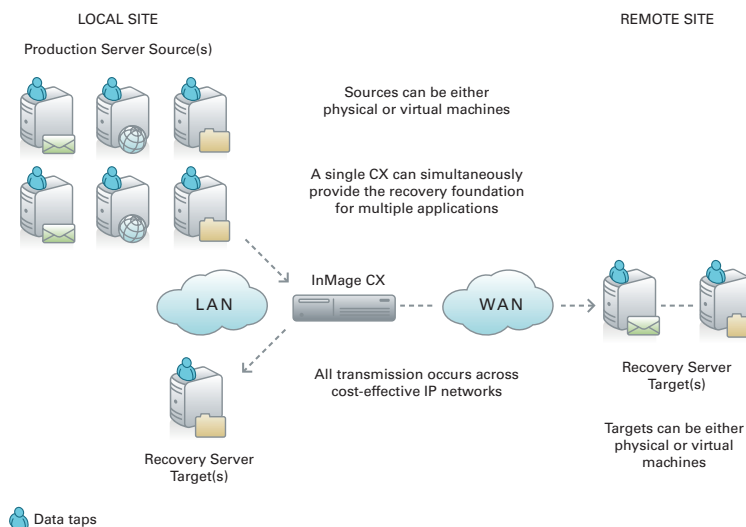 LOCAL SITE
REMOTE SITE
Production Server Source(s)
Sources can be either
physical or virtual machines
A single CX can simultaneously
provide the recovery foundation
for multiple applications
LAN
InMage CX
WAN
All transmission occurs across
cost-effective IP networks
Recovery Server
Target(s)
Targets can be either
physical or virtual
machines
Recovery Server
Target(s)
Data taps